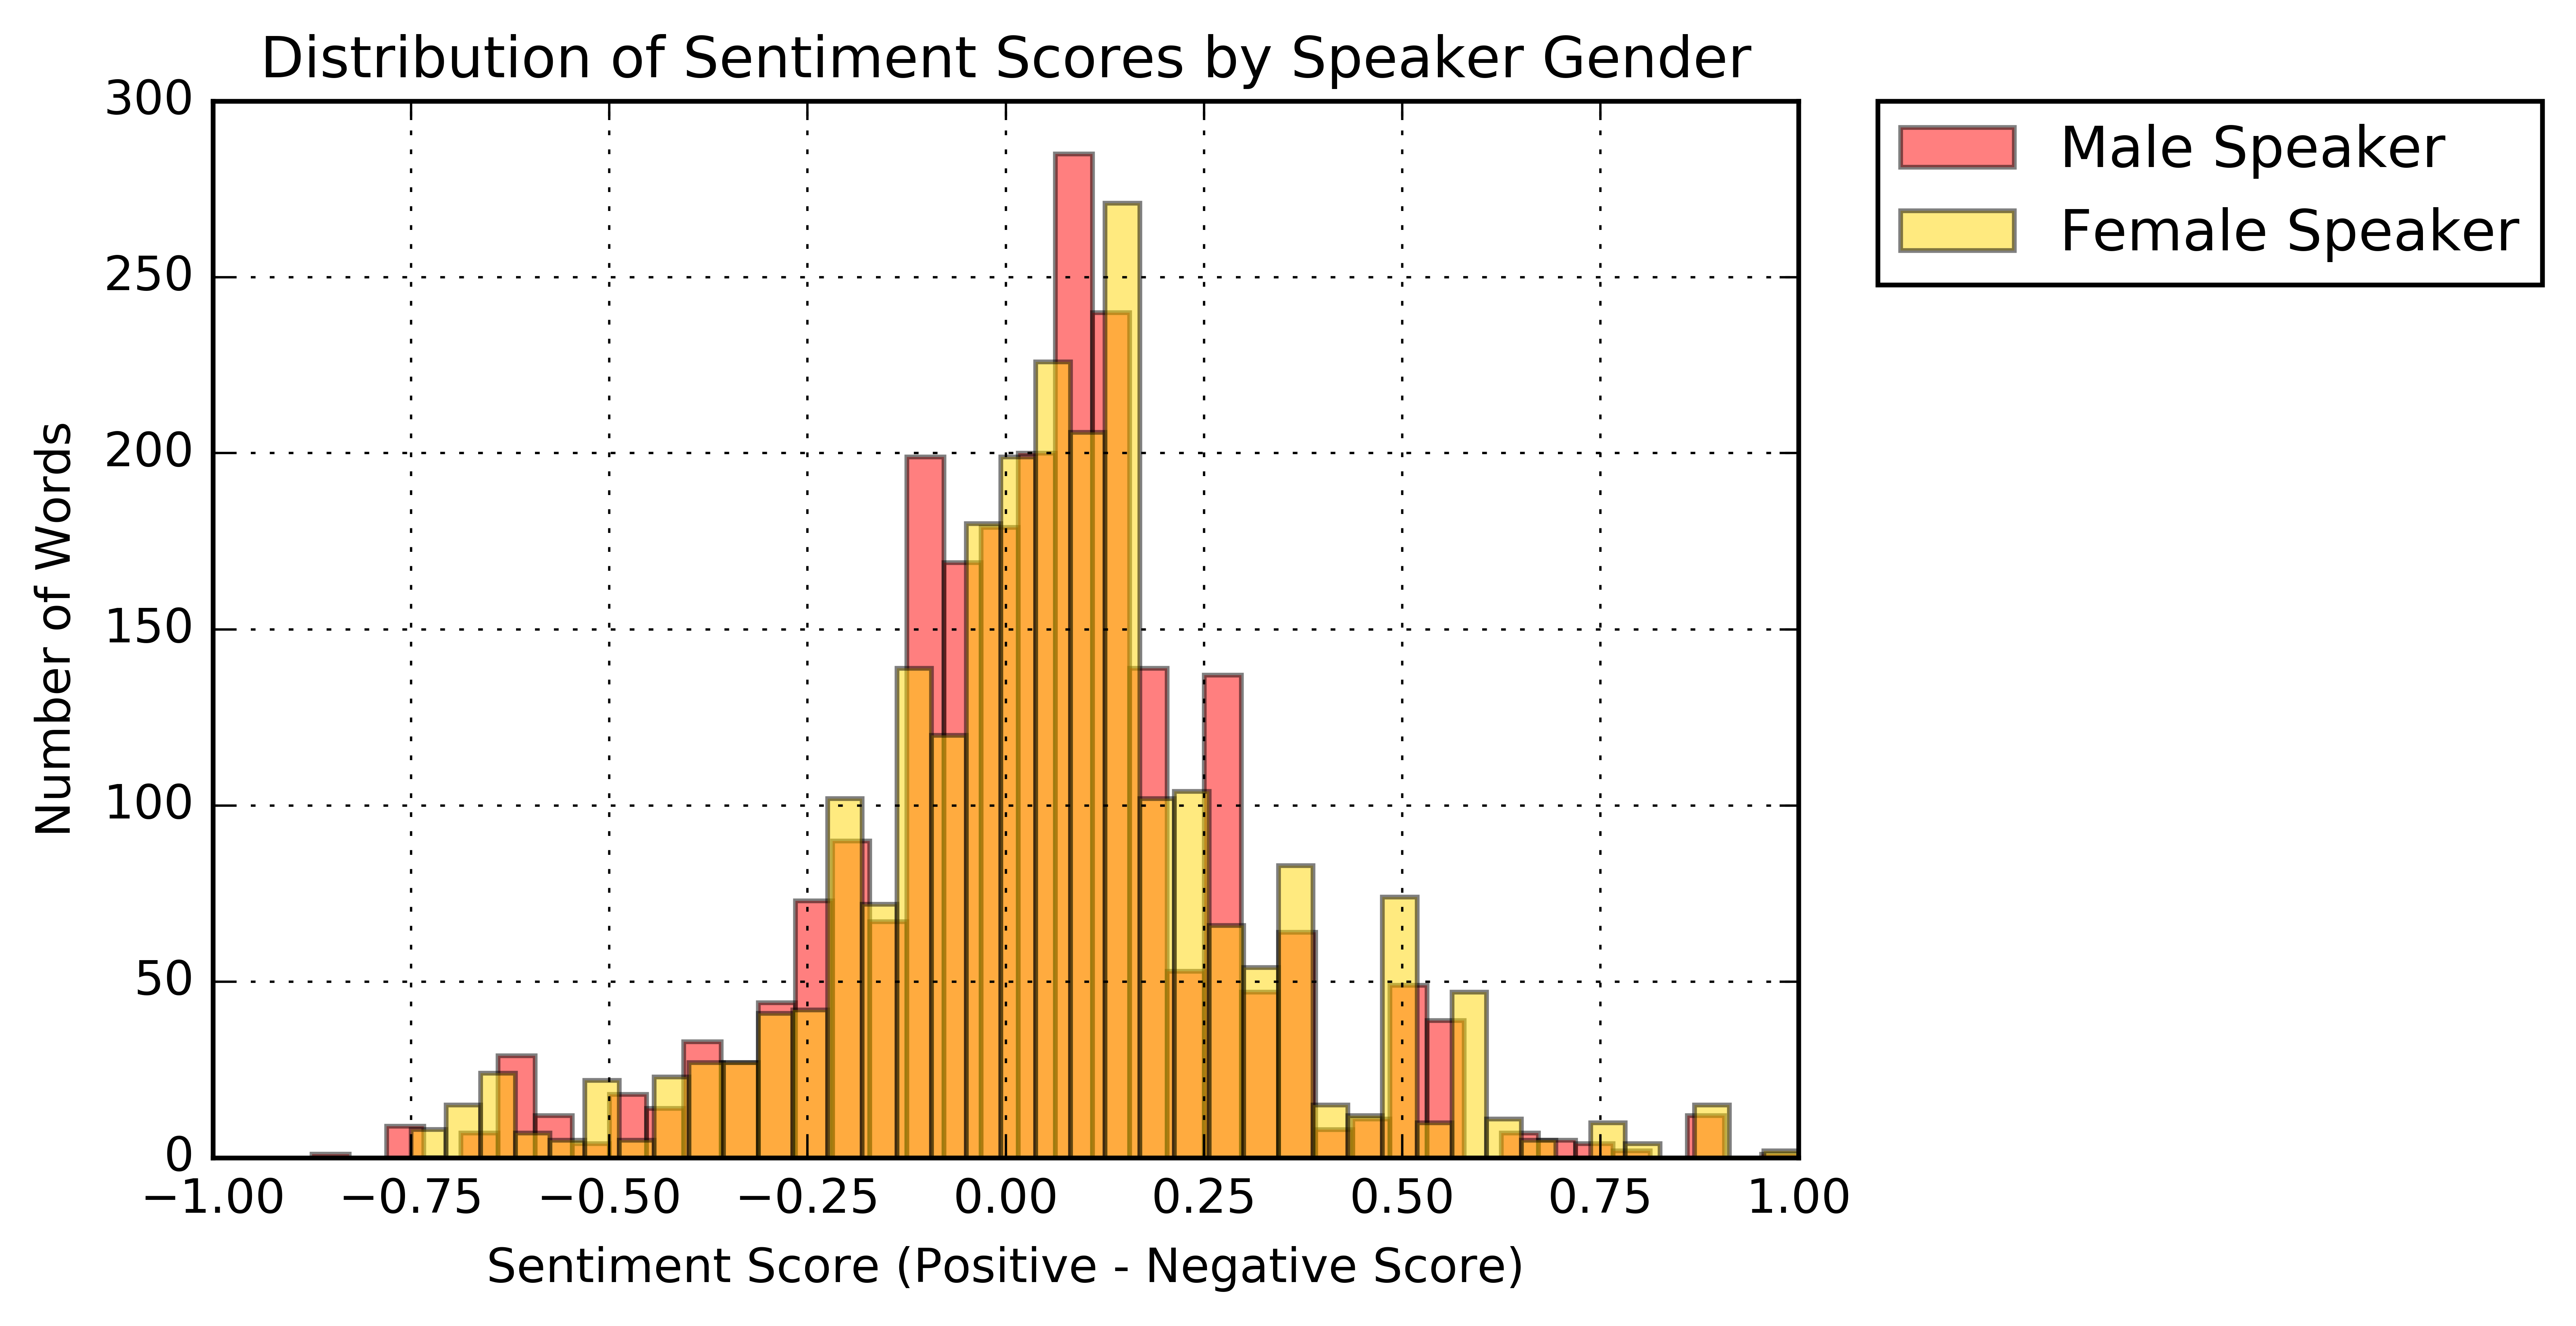 Distribution of Sentiment Scores by Speaker Gender
Male Speaker
Female Speaker
Number of Words
300
250
200
150
100
50
0
−1.00 −0.75 −0.50 −0.25 0.00 0.25 0.50 0.75 1.00
Sentiment Score (Positive - Negative Score)